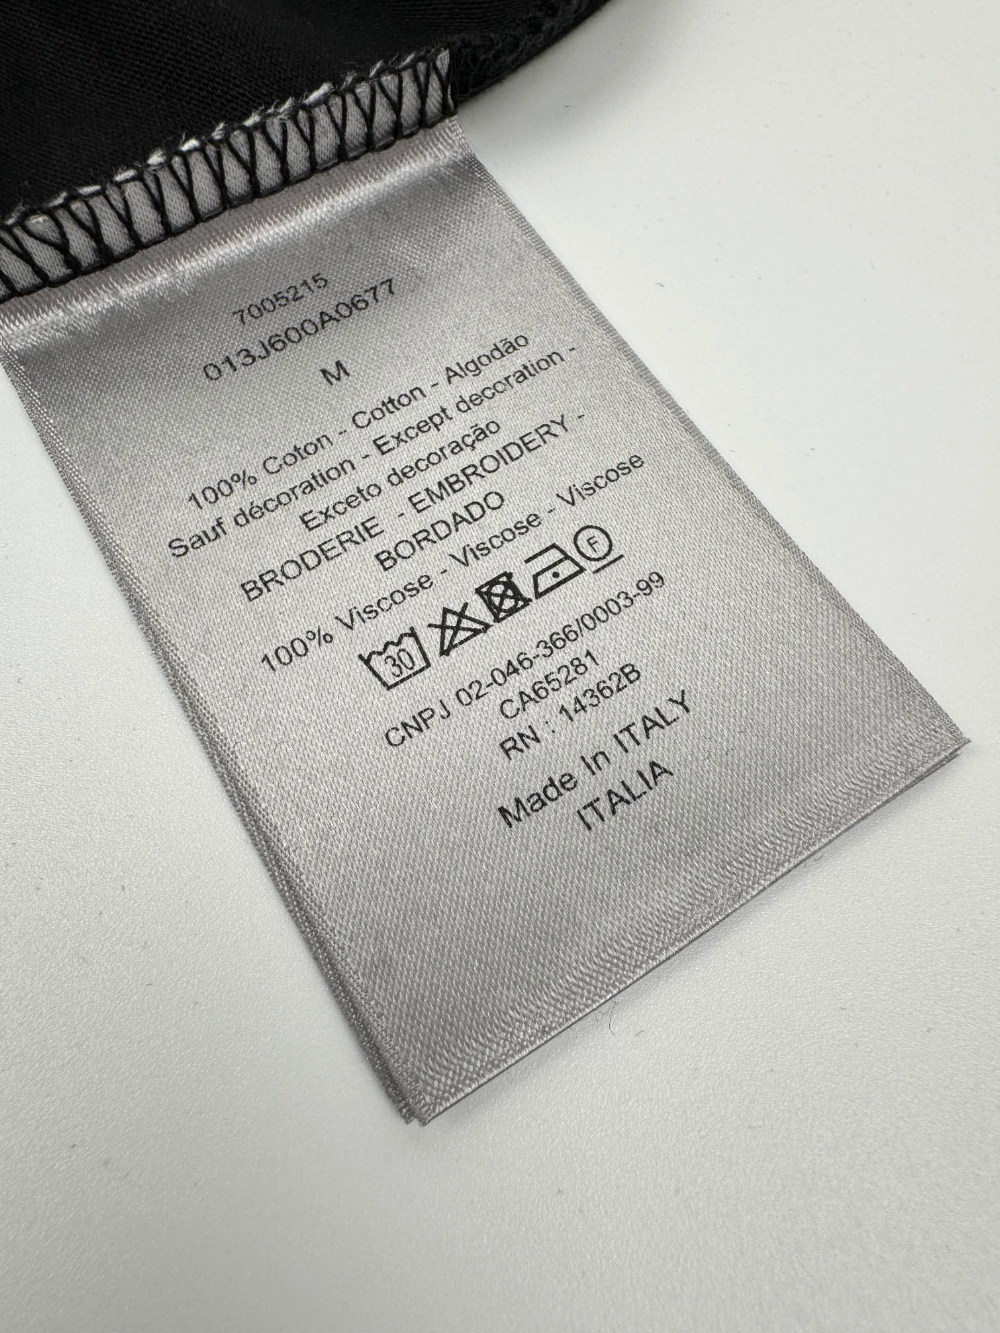 7005215
013J600A0677
M
100% Coton - Cotton - Algodão
Sauf décoration - Except decoration -
Exceto decoração
BRODERIE - EMBROIDERY -
BORDADO
100% Viscose - Viscose - Viscose
30 F
CNPJ 02-046-366/0003-99
CA65281
RN : 14362B
Made In ITALY
ITALIA